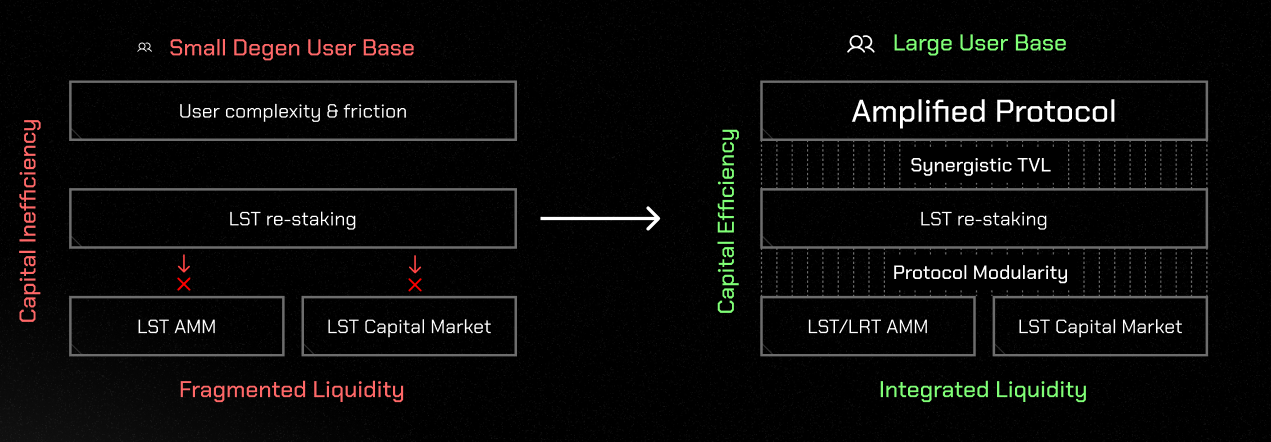 Small Degen User Base
User complexity & friction
Capital Inefficiency
LST re-staking
LST AMM
LST Capital Market
Fragmented Liquidity
Large User Base
Amplified Protocol
Synergistic TVL
Capital Efficiency
LST re-staking
Protocol Modularity
LST/LRT AMM
LST Capital Market
Integrated Liquidity